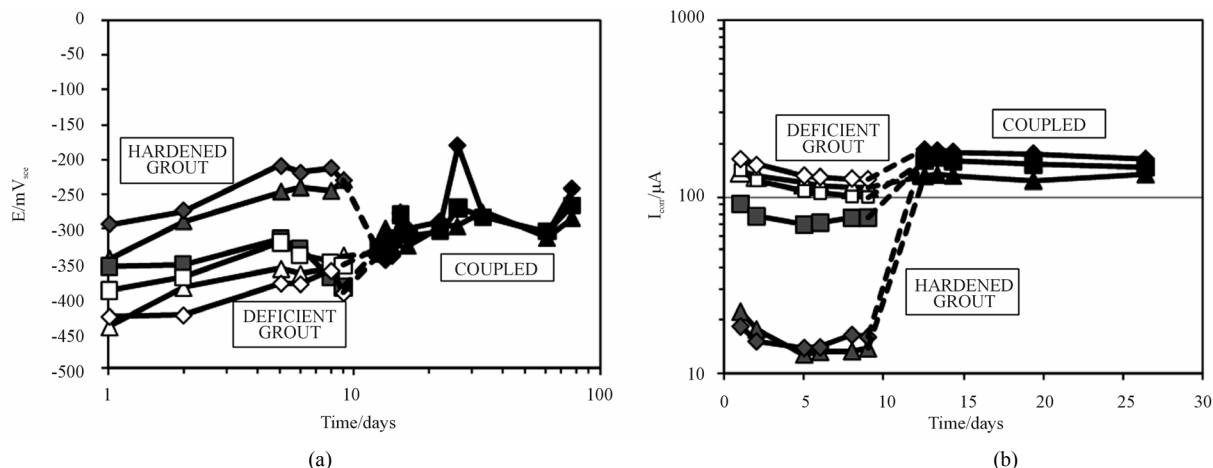 0
-50
-100
-150
-200
-250
-300
-350
-400
-450
-500
E/mV_sce
HARDENED
GROUT
DEFICIENT
GROUT
COUPLED
1
10
100
Time/days
(a)
1000
100
10
I_corr/μA
DEFICIENT
GROUT
COUPLED
HARDENED
GROUT
0
5
10
15
20
25
30
Time/days
(b)